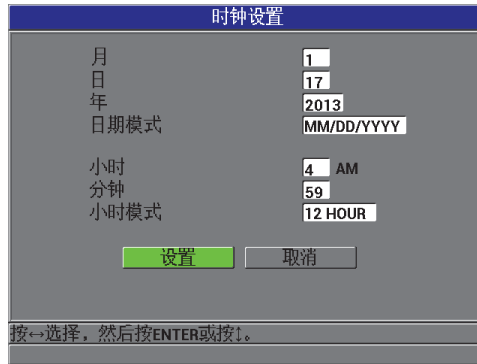 时钟设置
月 1
日 17
年 2013
日期模式 MM/DD/YYYY
小时 4 AM
分钟 59
小时模式 12 HOUR
设置 取消
按↔选择，然后按ENTER或按↕。